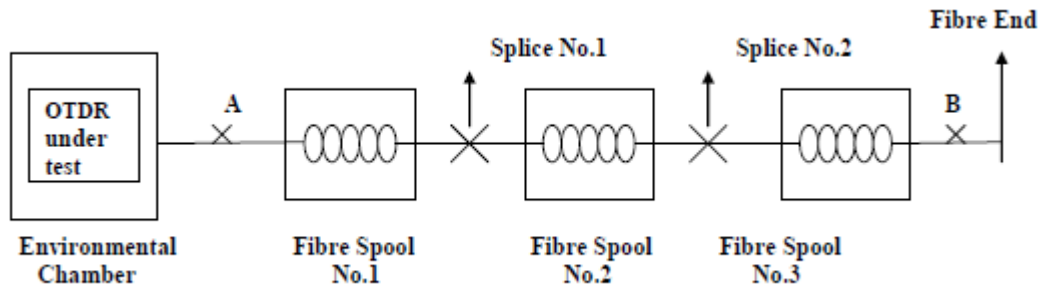 Fibre End
Splice No.1
Splice No.2
OTDR
under
test
A
B
Environmental
Chamber
Fibre Spool
No.1
Fibre Spool
No.2
Fibre Spool
No.3